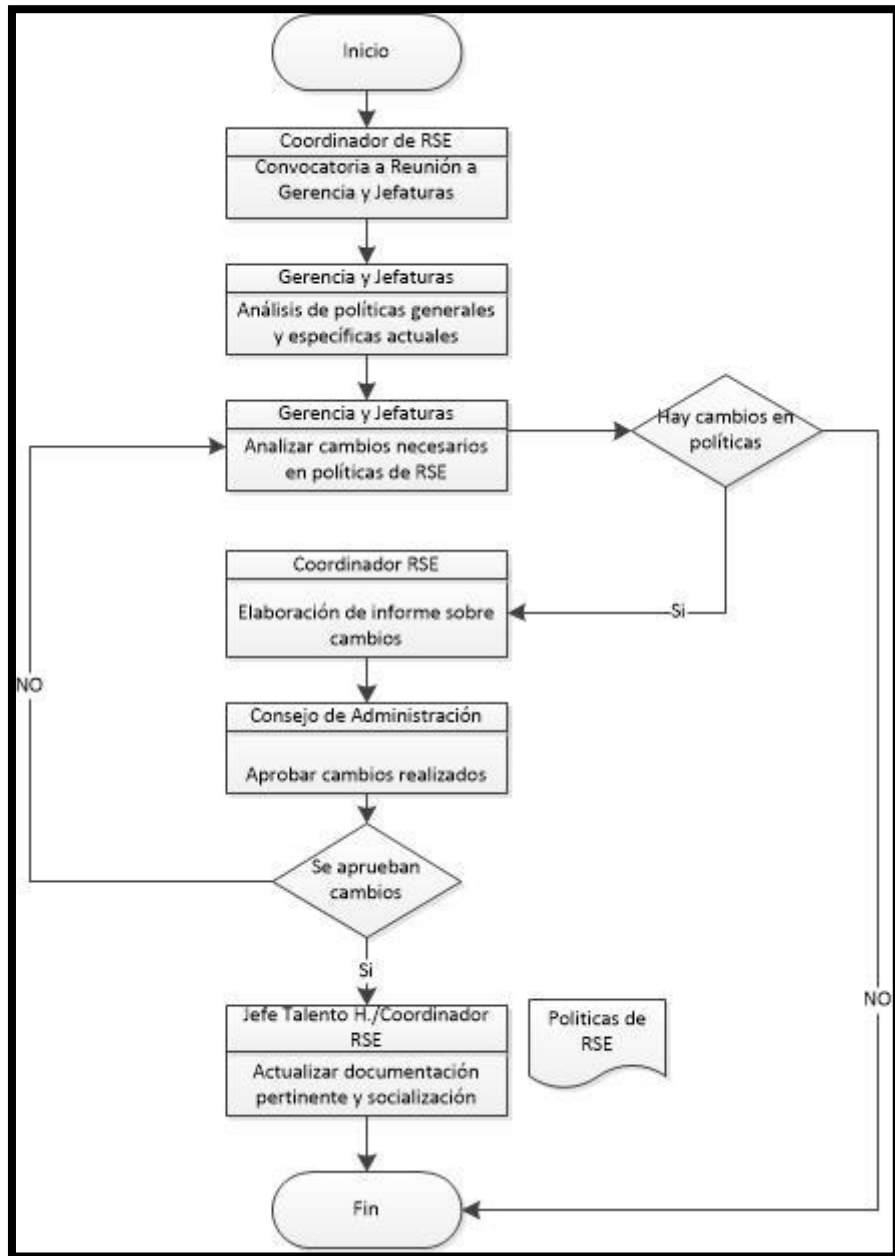 Inicio
Coordinador de RSE
Convocatoria a Reunión a
Gerencia y Jefaturas
Gerencia y Jefaturas
Análisis de políticas generales
y específicas actuales
Gerencia y Jefaturas
Analizar cambios necesarios
en políticas de RSE
Hay cambios en
políticas
Coordinador RSE
Elaboración de informe sobre
cambios
Si
NO
Consejo de Administración
Aprobar cambios realizados
Se aprueban
cambios
Si
NO
Jefe Talento H./Coordinador
RSE
Actualizar documentación
pertinente y socialización
Politicas de
RSE
Fin